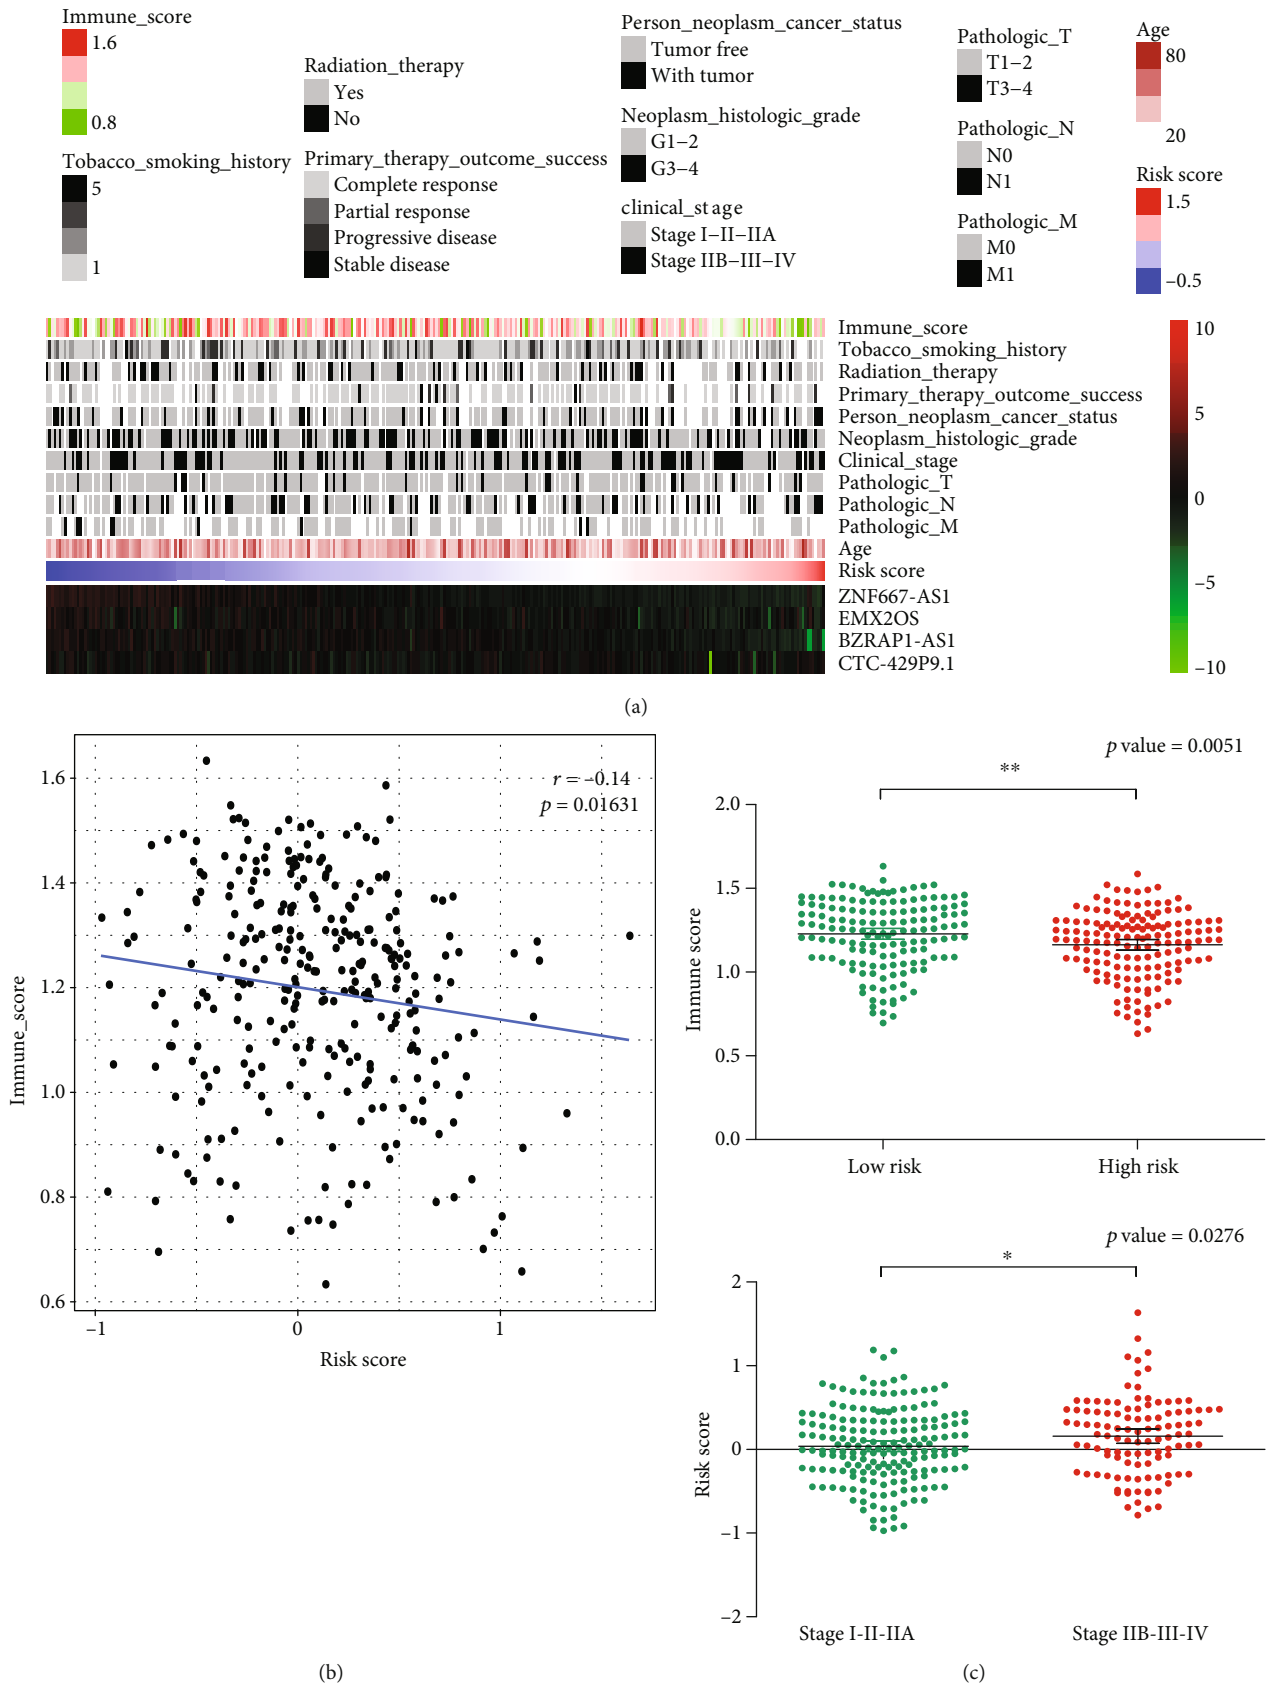 Immune_score
1.6
0.8
Tobacco_smoking_history
5
1
Radiation_therapy
Yes
No
Primary_therapy_outcome_success
Complete response
Partial response
Progressive disease
Stable disease
Person_neoplasm_cancer_status
Tumor free
With tumor
Neoplasm_histologic_grade
G1–2
G3–4
clinical_stage
Stage I–II–IIA
Stage IIB–III–IV
Pathologic_T
T1–2
T3–4
Pathologic_N
N0
N1
Pathologic_M
M0
M1
Age
80
20
Risk score
1.5
–0.5
Immune_score
Tobacco_smoking_history
Radiation_therapy
Primary_therapy_outcome_success
Person_neoplasm_cancer_status
Neoplasm_histologic_grade
Clinical_stage
Pathologic_T
Pathologic_N
Pathologic_M
Age
Risk score
ZNF667-AS1
EMX2OS
BZRAP1-AS1
CTC-429P9.1
10
5
0
–5
–10
(a)
r = –0.14
p = 0.01631
1.6
1.4
1.2
1.0
0.8
0.6
Immune_score
–1
0
1
Risk score
(b)
p value = 0.0051
**
2.0
1.5
1.0
0.5
0.0
Immune score
Low risk
High risk
p value = 0.0276
*
2
1
0
–1
–2
Risk score
Stage I-II-IIA
Stage IIB-III-IV
(c)